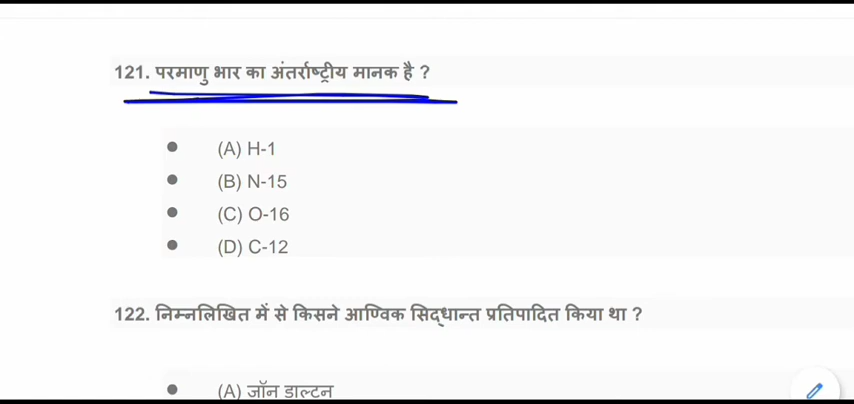 121. परमाणु भार का अंतर्राष्ट्रीय मानक है ?
(A) H-1
(B) N-15
(C) O-16
(D) C-12
122. निम्नलिखित में से किसने आण्विक सिद्धान्त प्रतिपादित किया था ?
(A) जॉन डाल्टन